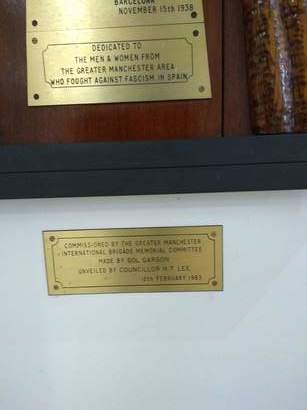 BARCELONA
NOVEMBER 15th 1938
DEDICATED TO
THE MEN & WOMEN FROM
THE GREATER MANCHESTER AREA
WHO FOUGHT AGAINST FASCISM IN SPAIN
COMMISSIONED BY THE GREATER MANCHESTER
INTERNATIONAL BRIGADE MEMORIAL COMMITTEE
MADE BY SOL GARSON
UNVEILED BY COUNCILLOR H.T. LEE
12th FEBRUARY 1983